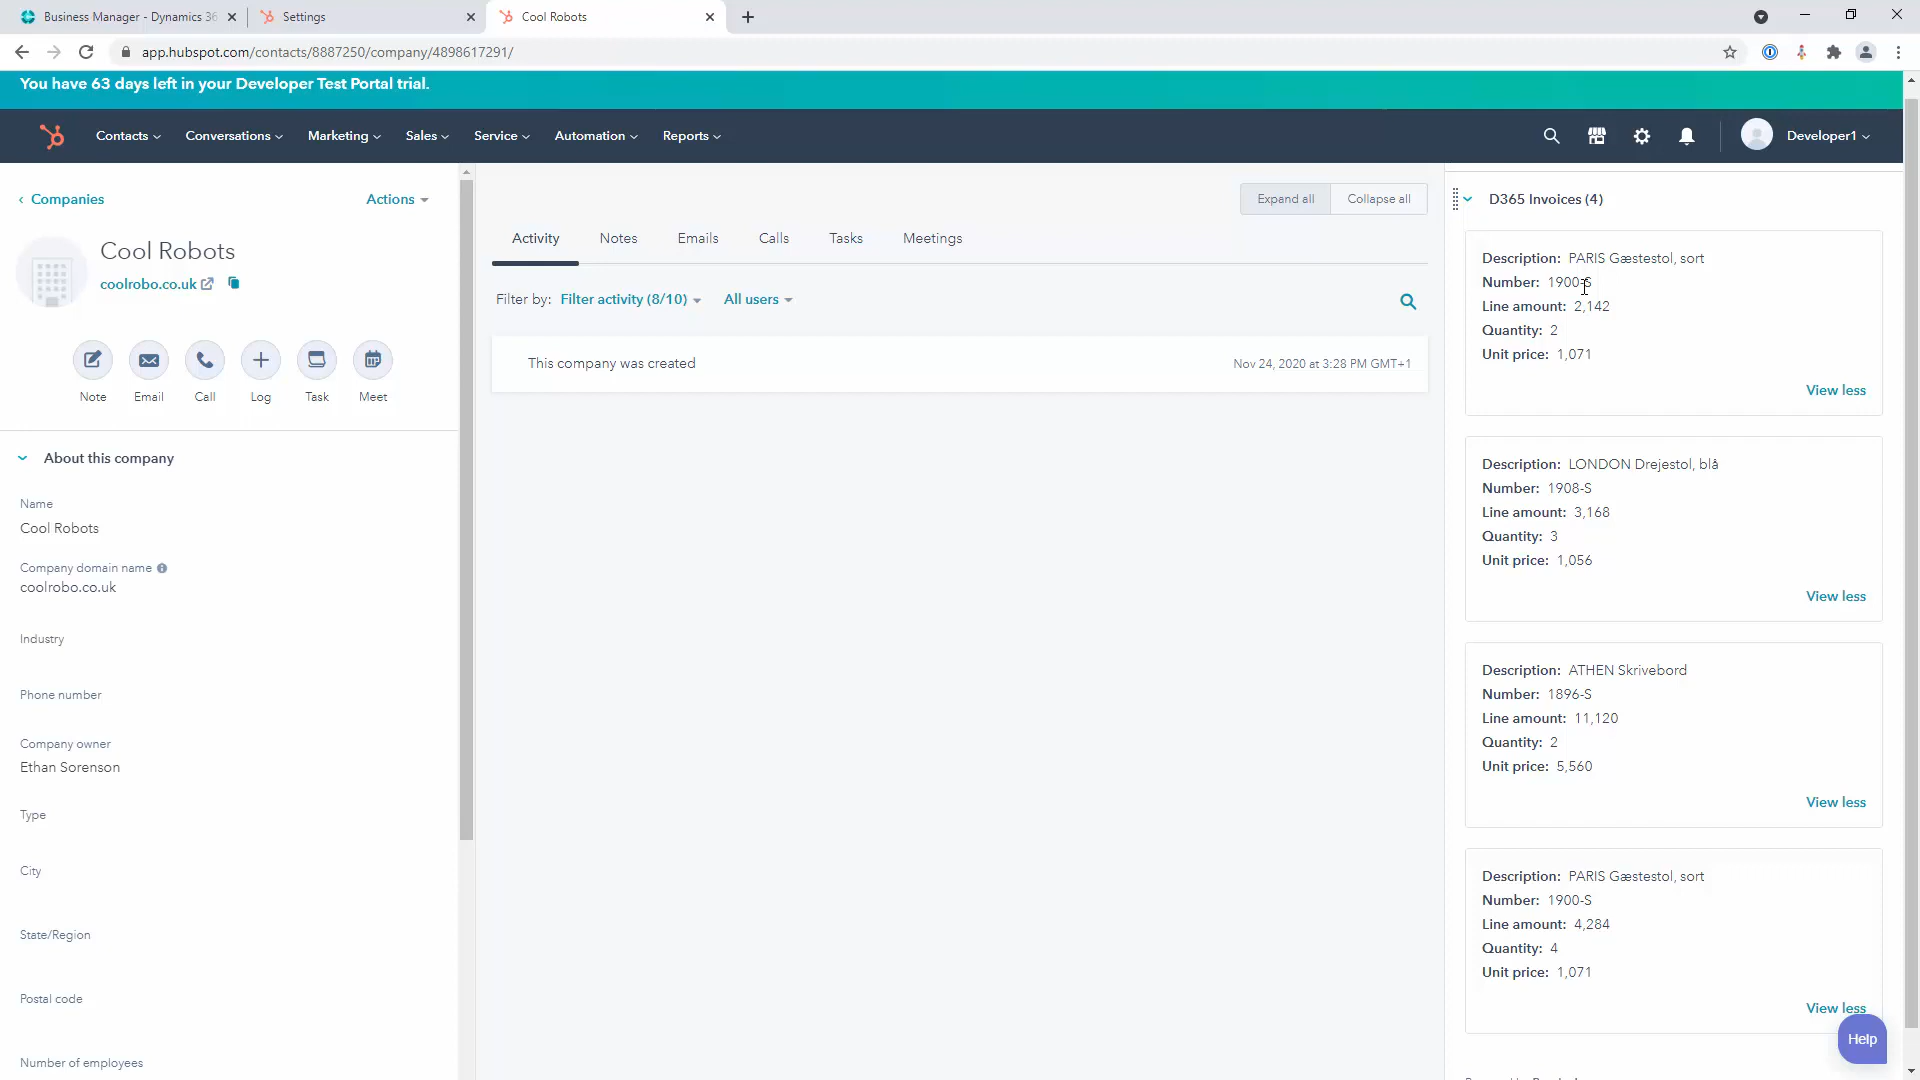 Business Manager - Dynamics 36
Settings
Cool Robots
app.hubspot.com/contacts/8887250/company/4898617291/
You have 63 days left in your Developer Test Portal trial.
Contacts
Conversations
Marketing
Sales
Service
Automation
Reports
Developer1
Companies
Actions
Cool Robots
coolrobo.co.uk
Note
Email
Call
Log
Task
Meet
About this company
Name
Cool Robots
Company domain name
coolrobo.co.uk
Industry
Phone number
Company owner
Ethan Sorenson
Type
City
State/Region
Postal code
Number of employees
Expand all
Collapse all
Activity
Notes
Emails
Calls
Tasks
Meetings
Filter by: Filter activity (8/10) All users
This company was created
Nov 24, 2020 at 3:28 PM GMT+1
D365 Invoices (4)
Description: PARIS Gæstestol, sort
Number: 1900-S
Line amount: 2,142
Quantity: 2
Unit price: 1,071
View less
Description: LONDON Drejestol, blå
Number: 1908-S
Line amount: 3,168
Quantity: 3
Unit price: 1,056
View less
Description: ATHEN Skrivebord
Number: 1896-S
Line amount: 11,120
Quantity: 2
Unit price: 5,560
View less
Description: PARIS Gæstestol, sort
Number: 1900-S
Line amount: 4,284
Quantity: 4
Unit price: 1,071
View less
Help